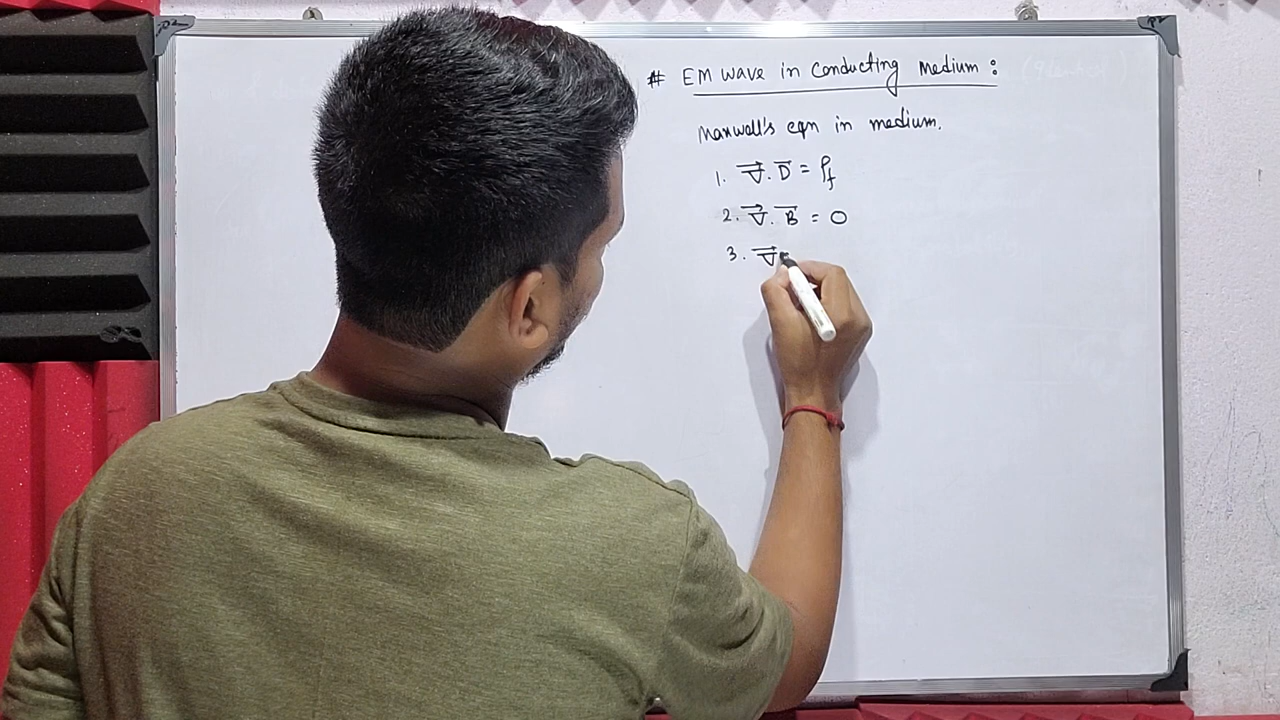 # EM wave in conducting medium :
Maxwell's eqn in medium.
1. ∇⃗. D⃗ = ρf
2. ∇⃗. B⃗ = 0
3. ∇⃗